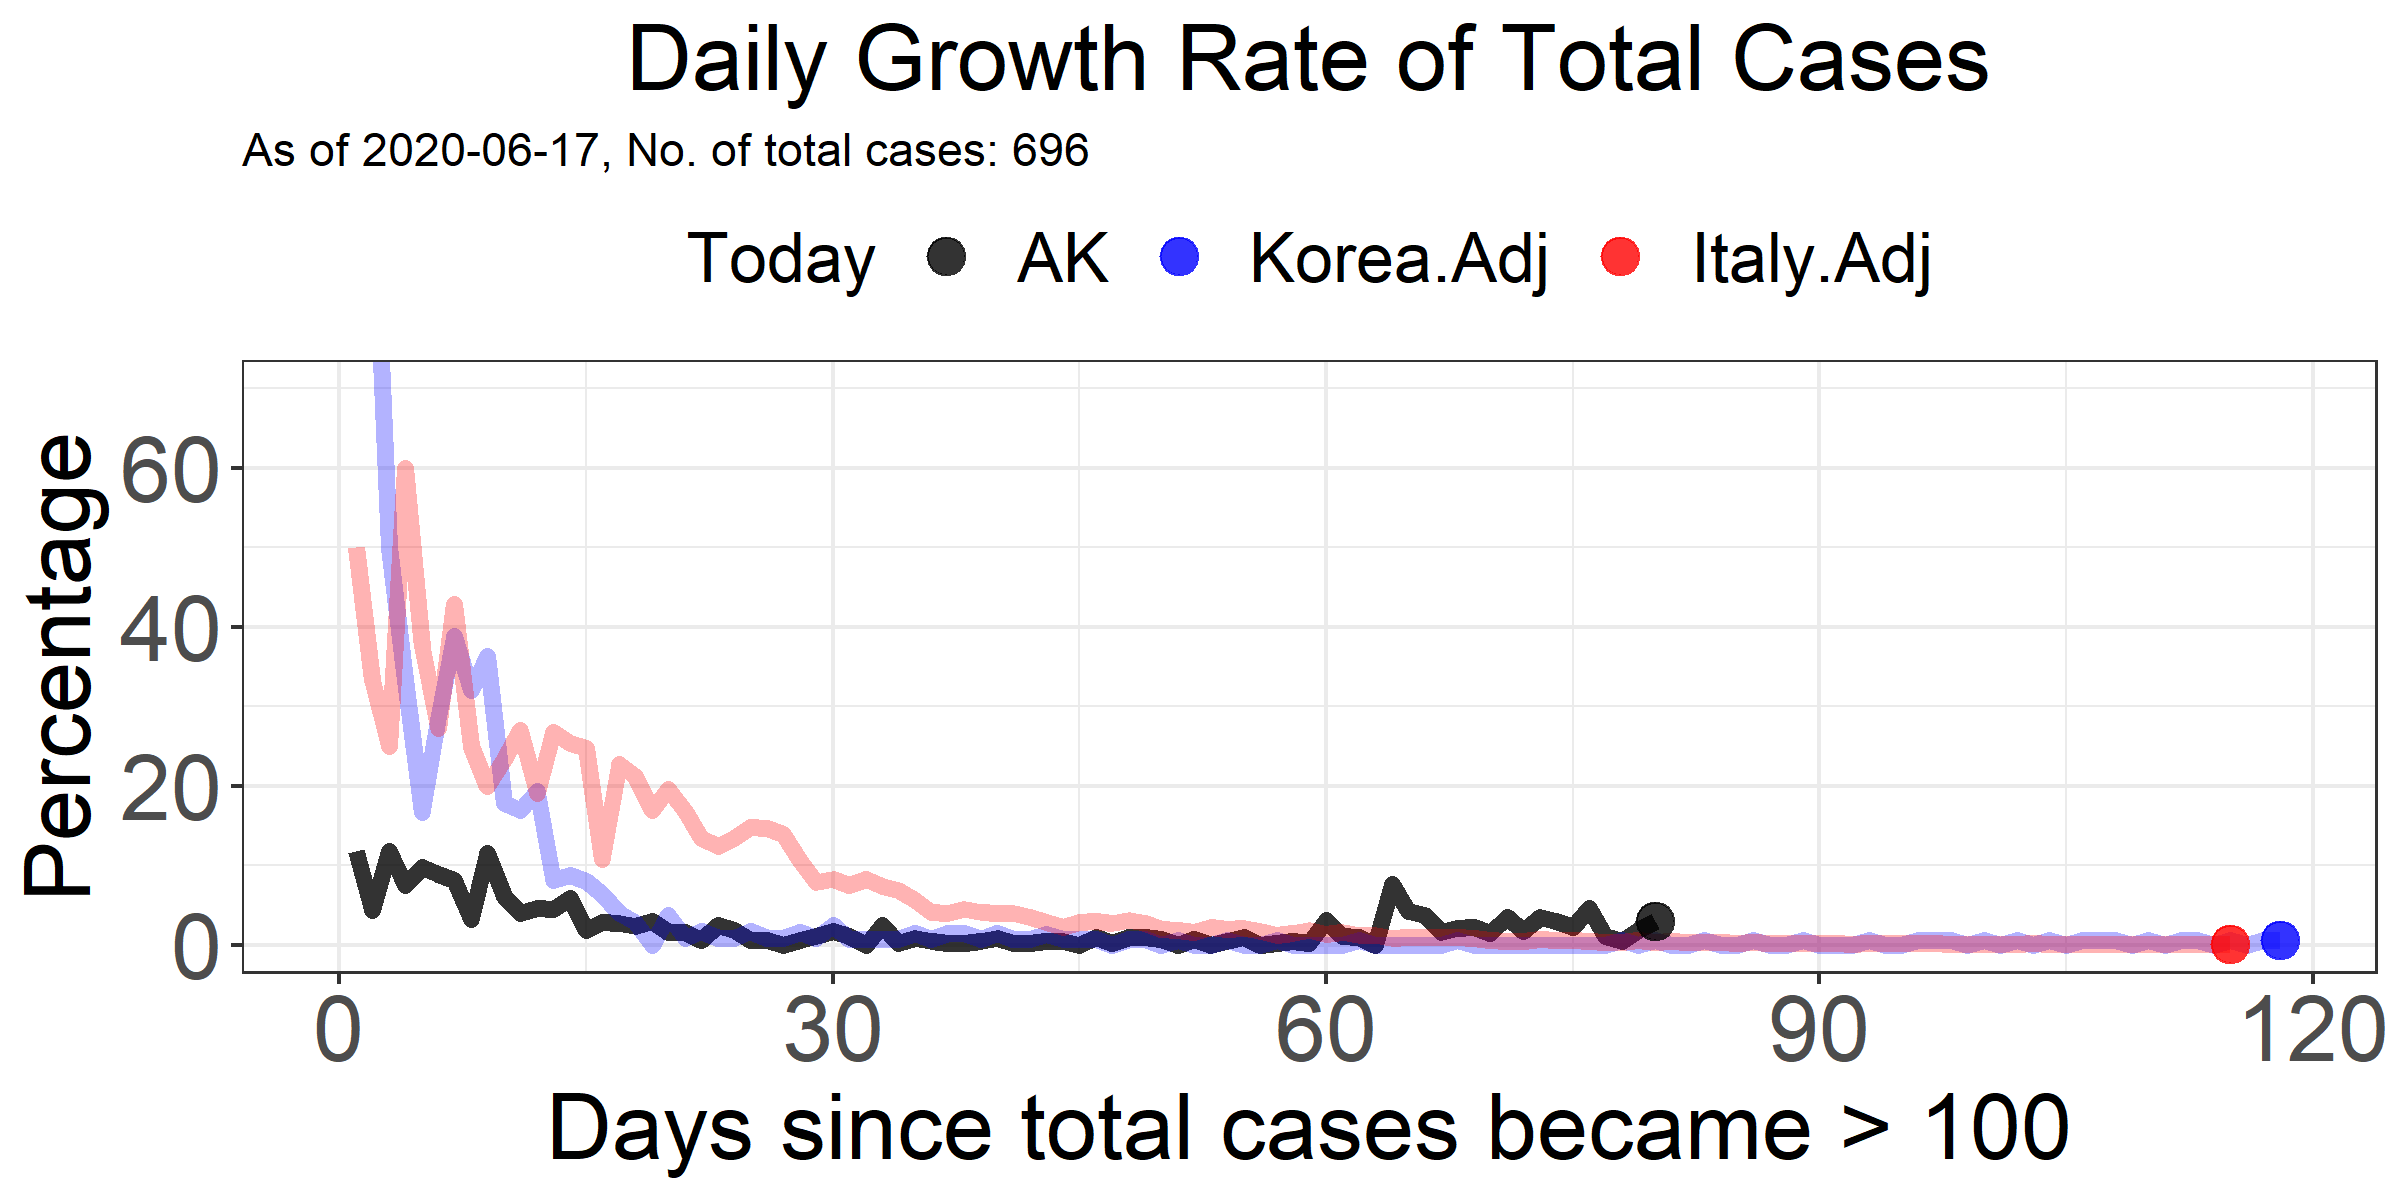 Daily Growth Rate of Total Cases
As of 2020-06-17, No. of total cases: 696
Today AK Korea.Adj Italy.Adj
Percentage
60
40
20
0
0 30 60 90 120
Days since total cases became > 100